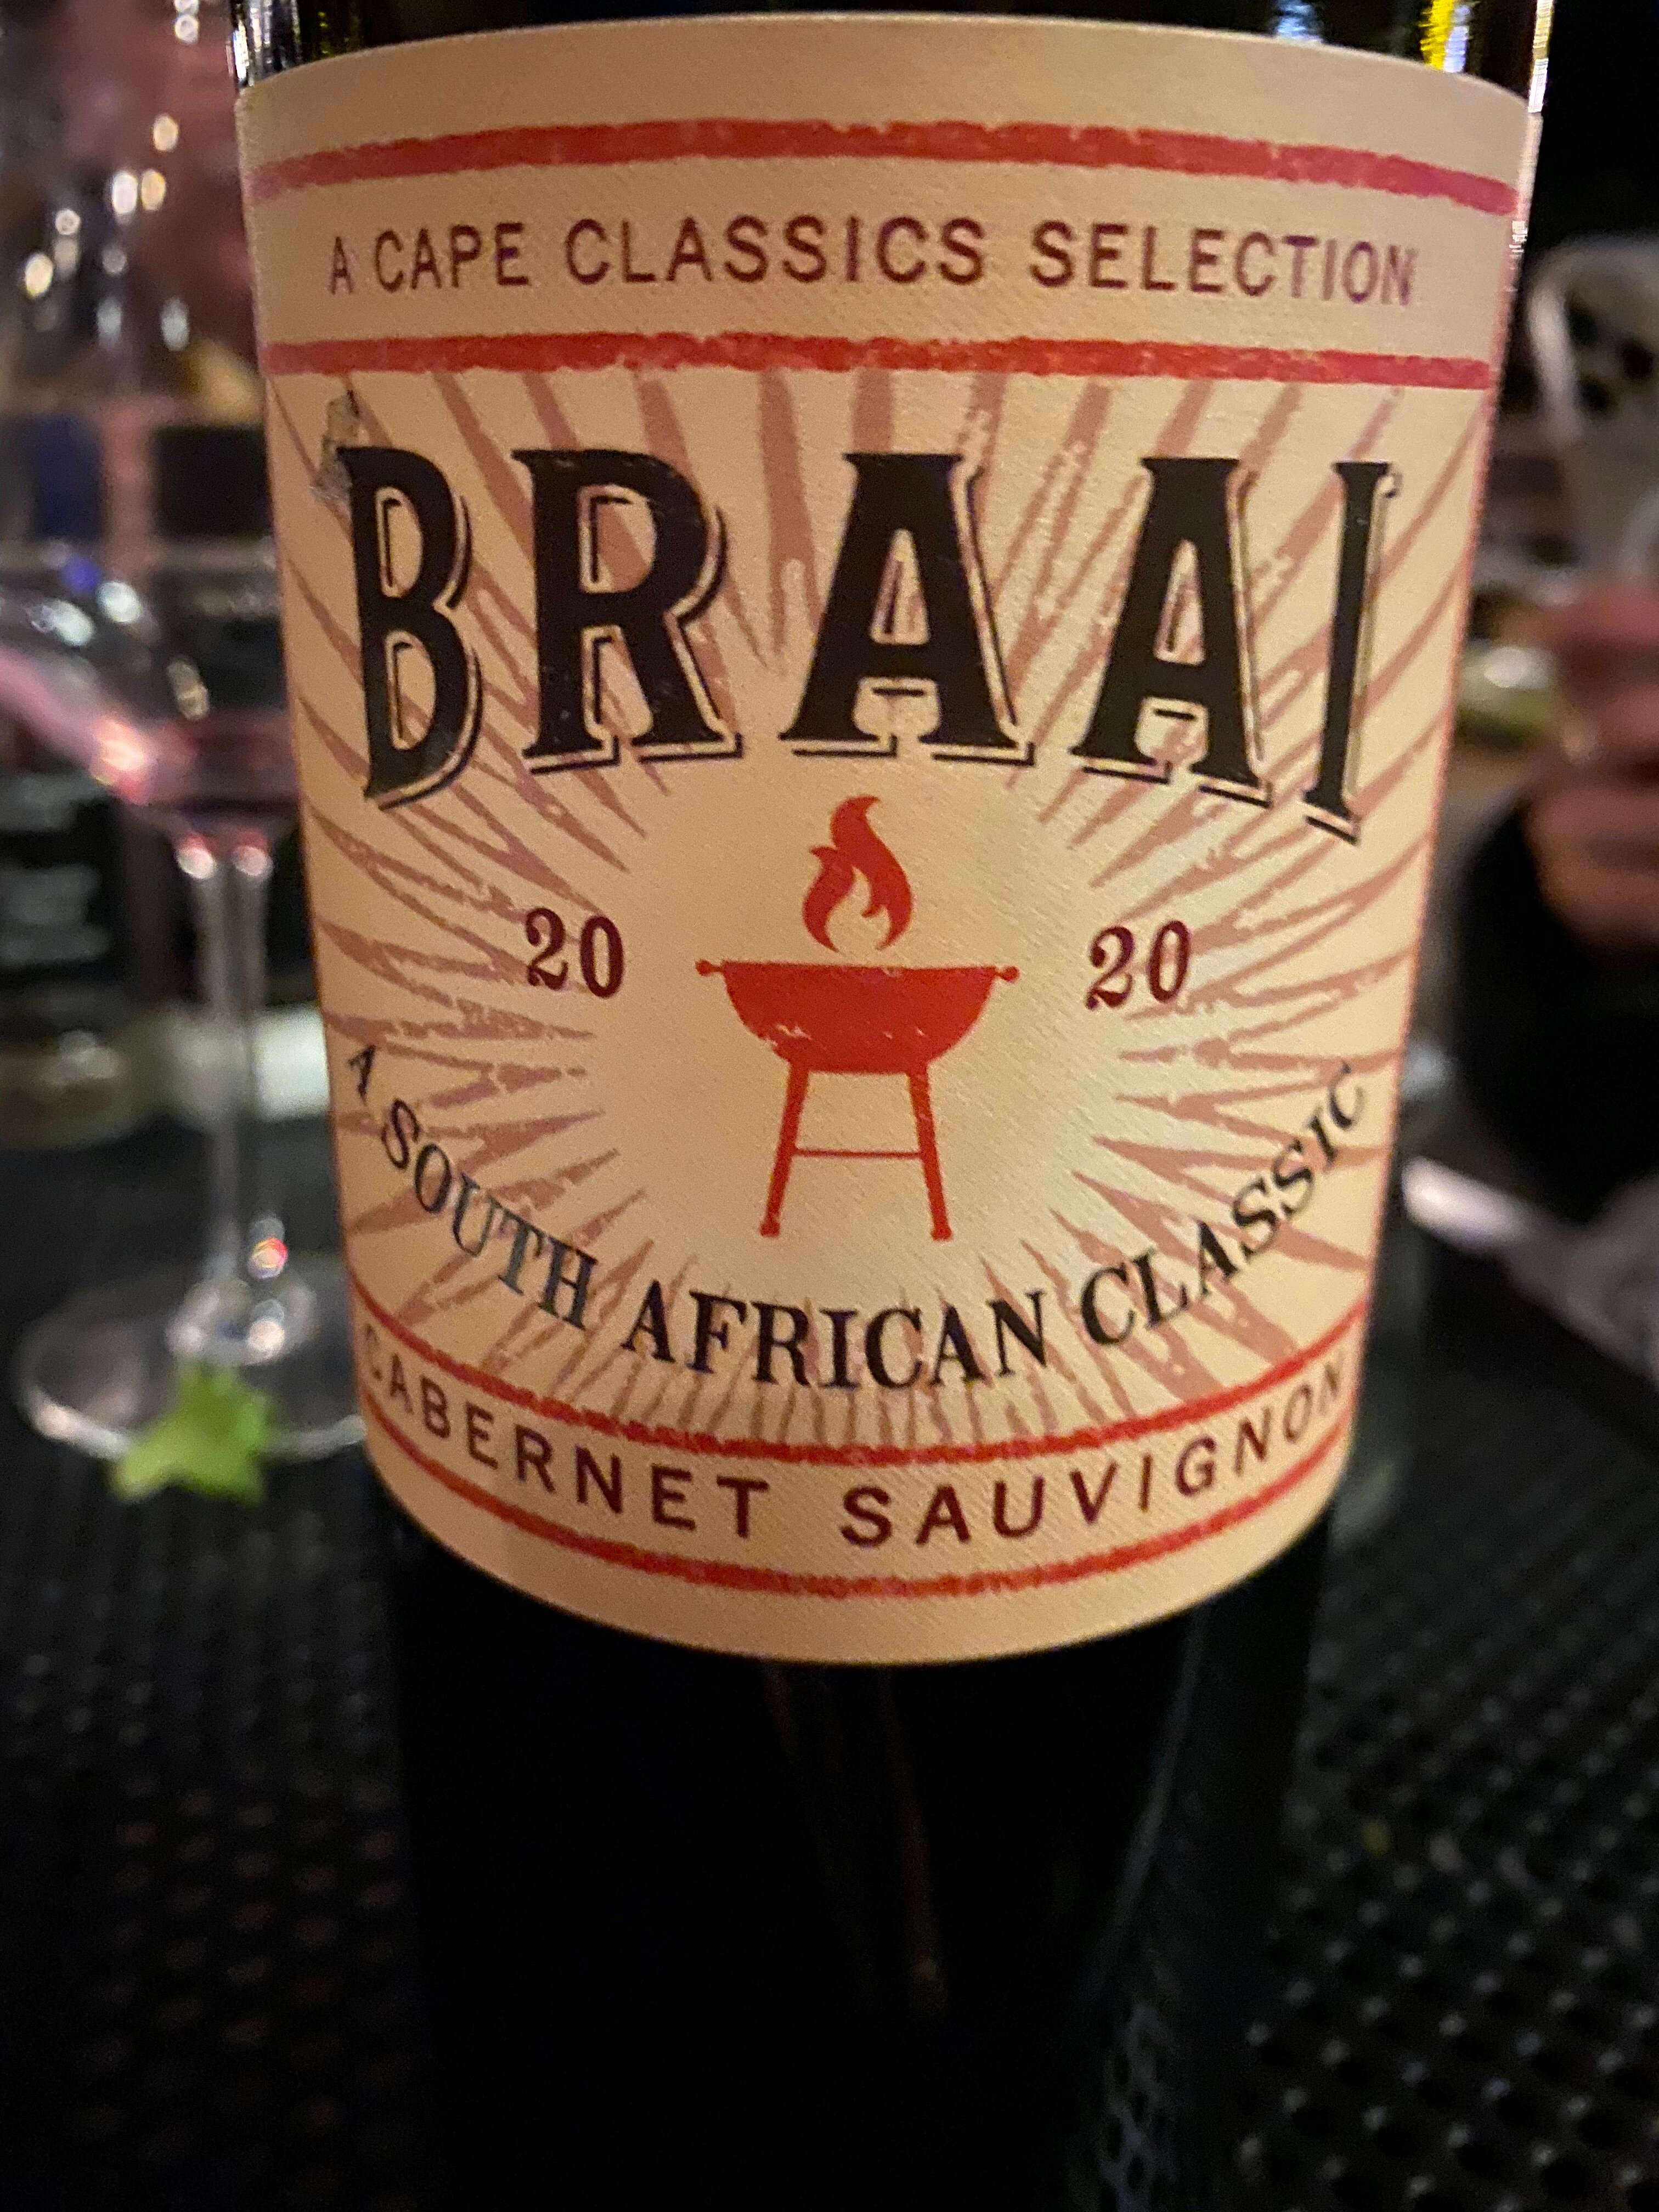 A CAPE CLASSICS SELECTION
BRAAI
20 20
A SOUTH AFRICAN CLASSIC
CABERNET SAUVIGNON